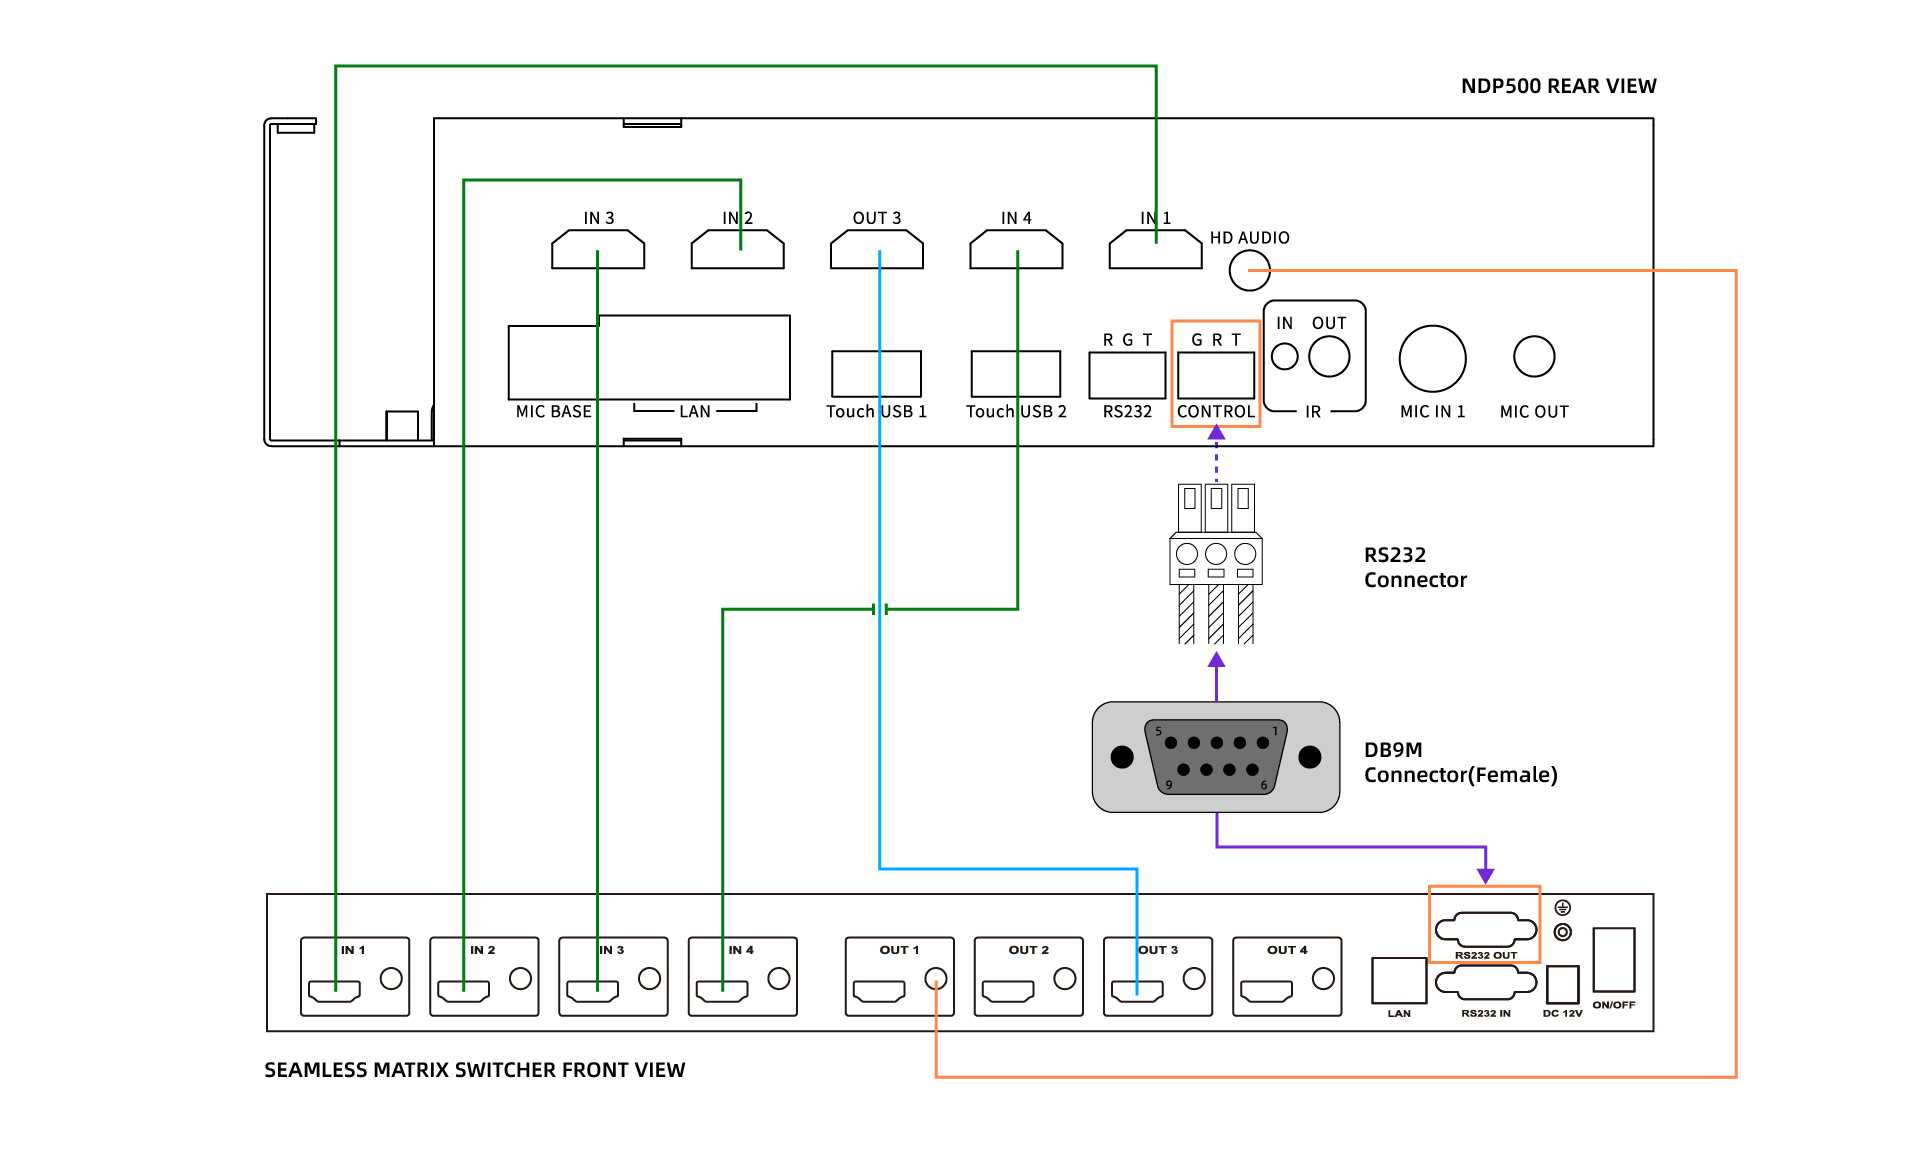 NDP500 REAR VIEW
IN 3
IN 2
OUT 3
IN 4
IN 1
HD AUDIO
IN OUT
R G T
G R T
MIC BASE
LAN
Touch USB 1
Touch USB 2
RS232
CONTROL
IR
MIC IN 1
MIC OUT
RS232
Connector
5
1
9
6
DB9M
Connector(Female)
IN 1
IN 2
IN 3
IN 4
OUT 1
OUT 2
OUT 3
OUT 4
RS232 OUT
LAN
RS232 IN
DC 12V
ON/OFF
SEAMLESS MATRIX SWITCHER FRONT VIEW